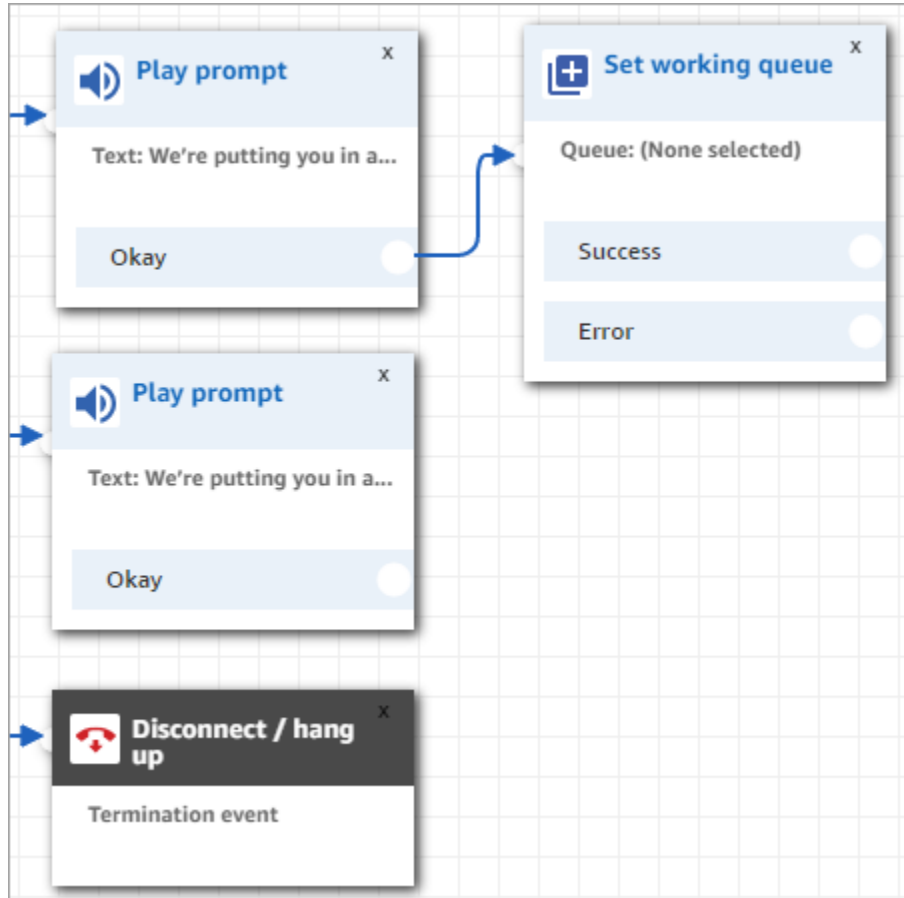 Play prompt
x
Text: We're putting you in a...
Okay
Set working queue
x
Queue: (None selected)
Success
Error
Play prompt
x
Text: We're putting you in a...
Okay
Disconnect / hang
up
x
Termination event